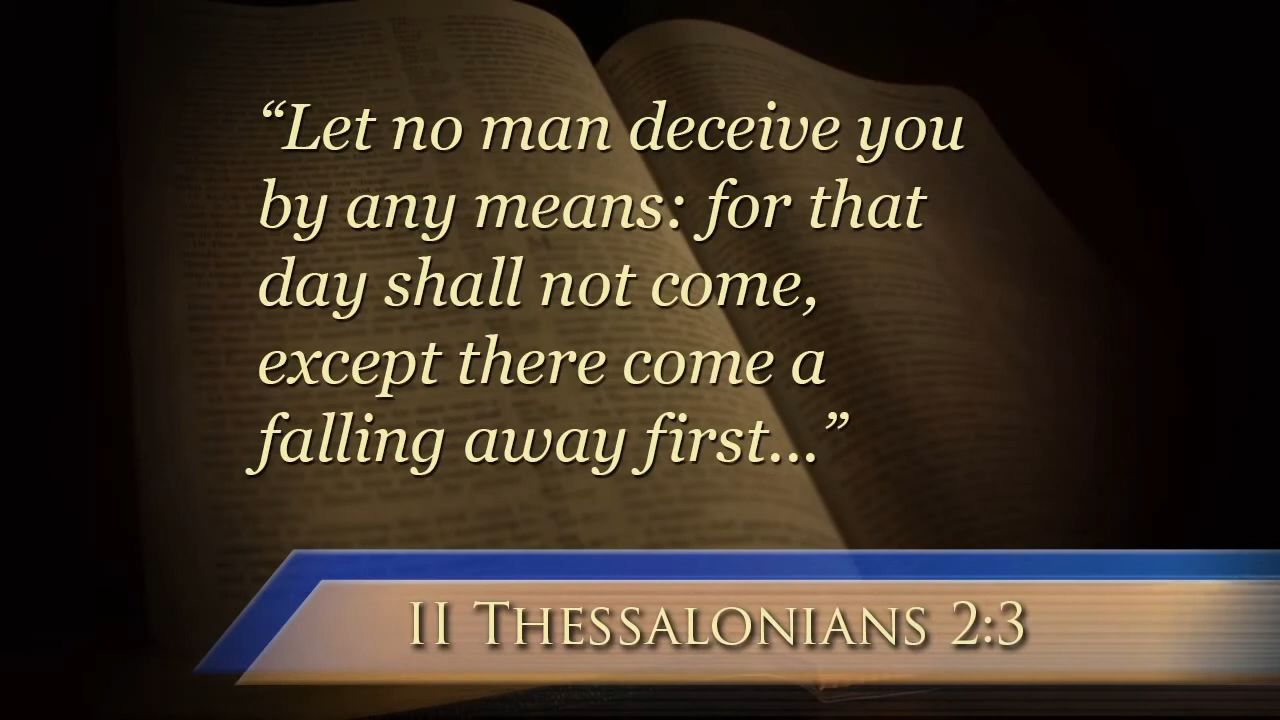 “Let no man deceive you
by any means: for that
day shall not come,
except there come a
falling away first...”
II Thessalonians 2:3